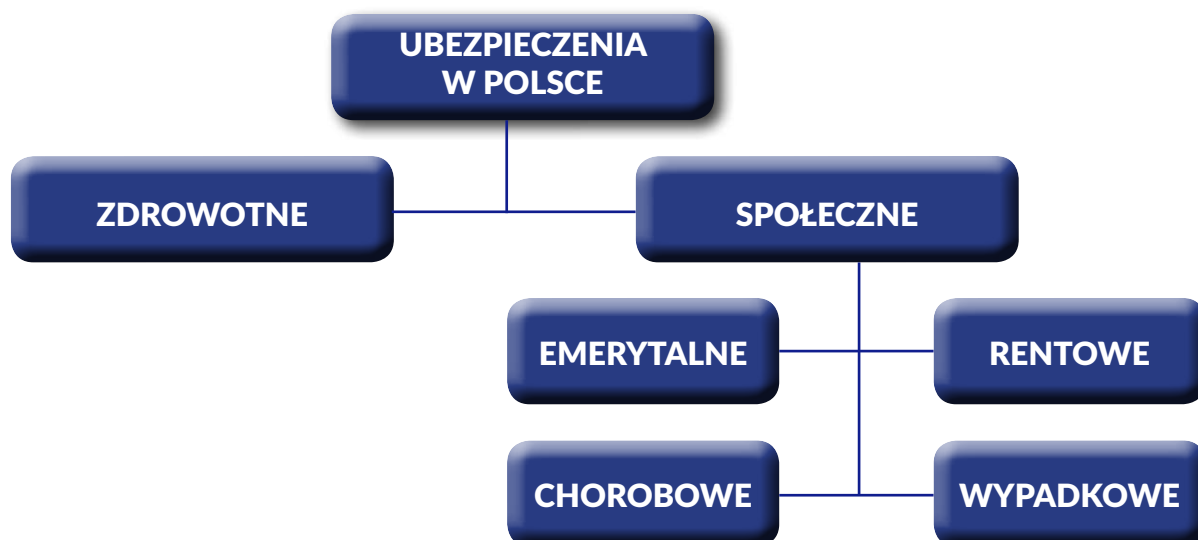 UBEZPIECZENIA
W POLSCE
ZDROWOTNE
SPOŁECZNE
EMERYTALNE
RENTOWE
CHOROBOWE
WYPADKOWE